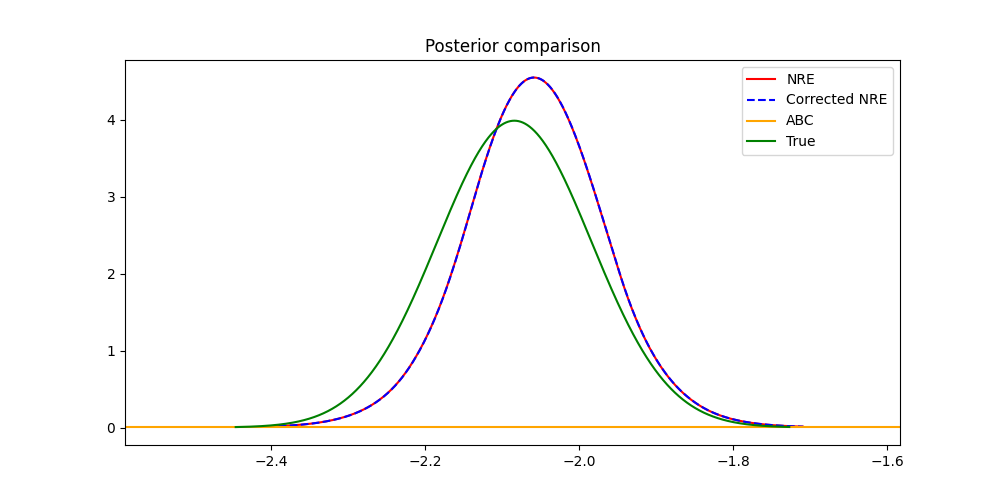 Posterior comparison
NRE
Corrected NRE
ABC
True
4
3
2
1
0
−2.4 −2.2 −2.0 −1.8 −1.6